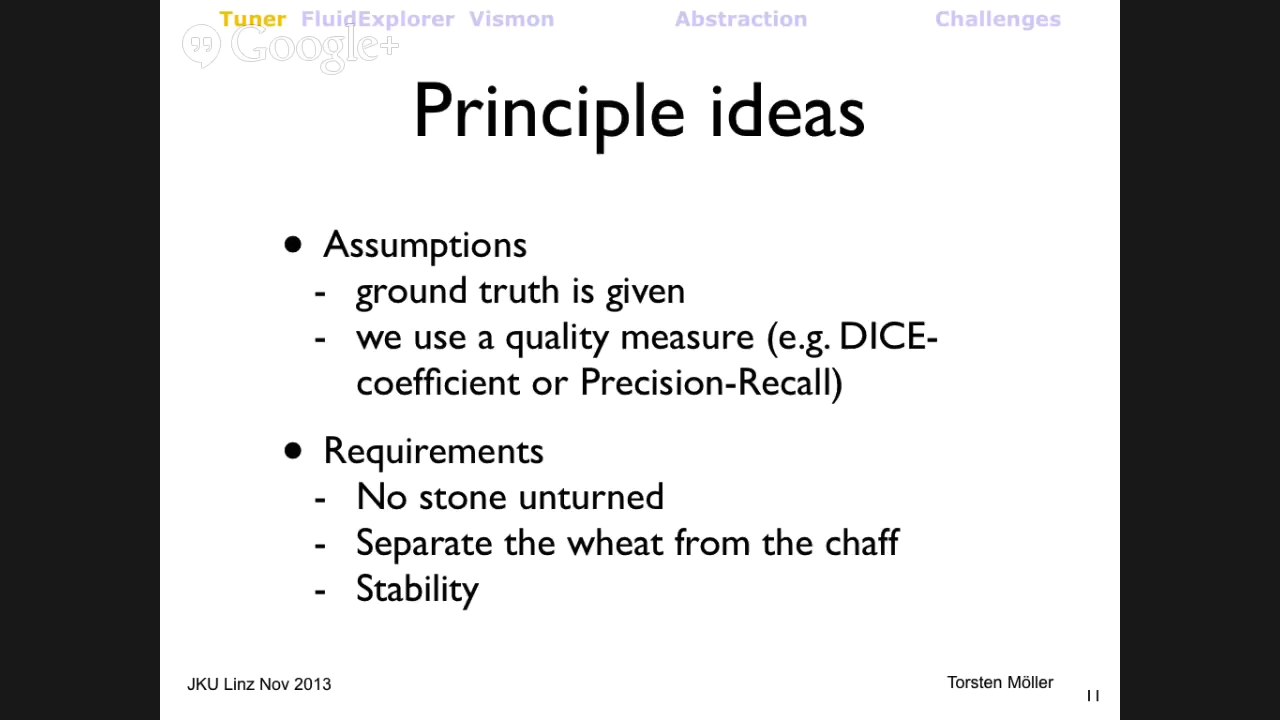 Tuner FluidExplorer Vismon Abstraction Challenges
Google+
Principle ideas
• Assumptions
- ground truth is given
- we use a quality measure (e.g. DICE-
coefficient or Precision-Recall)
• Requirements
- No stone unturned
- Separate the wheat from the chaff
- Stability
JKU Linz Nov 2013 Torsten Möller 11